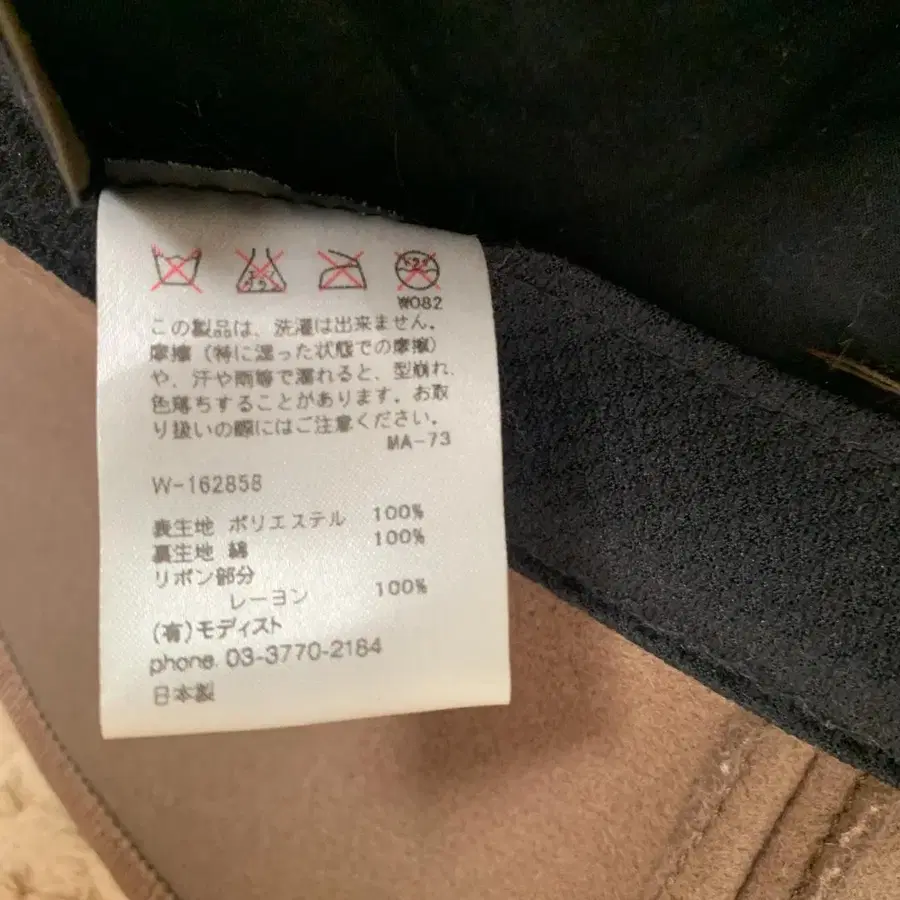 W082
この製品は、洗濯は出来ません。
摩擦（特に湿った状態での摩擦）
や、汗や雨等で濡れると、型崩れ、
色落ちすることがあります。お取
り扱いの際にはご注意ください。
MA-73
W-162858
表生地 ポリエステル 100%
裏生地 綿 100%
リボン部分
レーヨン 100%
(有)モディスト
phone. 03-3770-2184
日本製